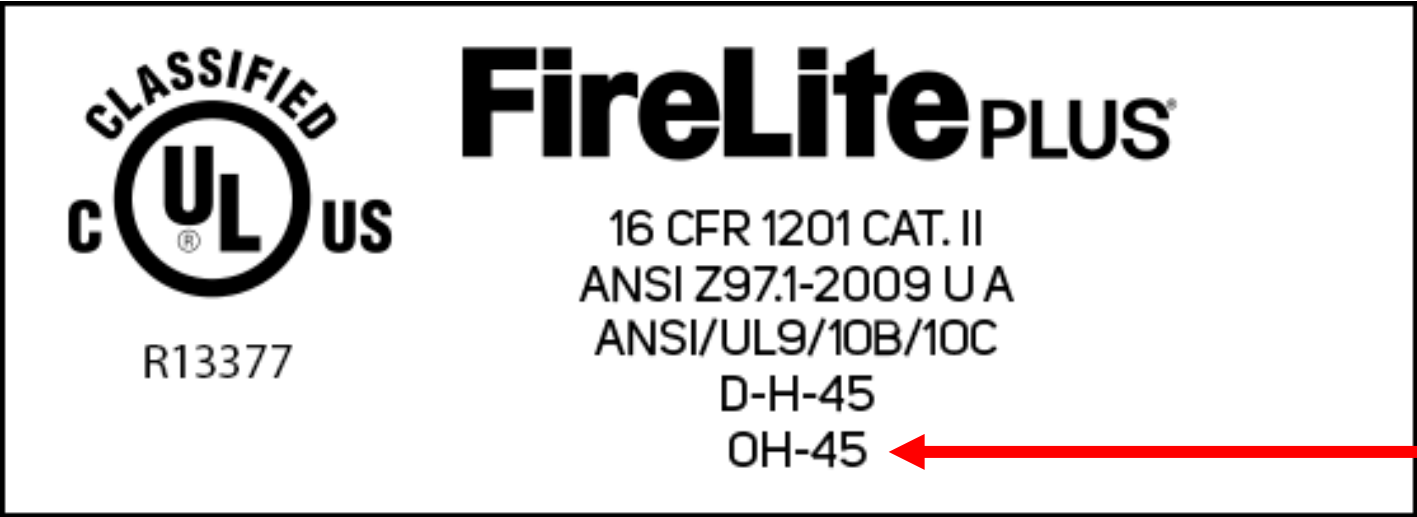 CLASSIFIED
C UL® US
R13377
FireLite PLUS®
16 CFR 1201 CAT. II
ANSI Z97.1-2009 U A
ANSI/UL9/10B/10C
D-H-45
OH-45